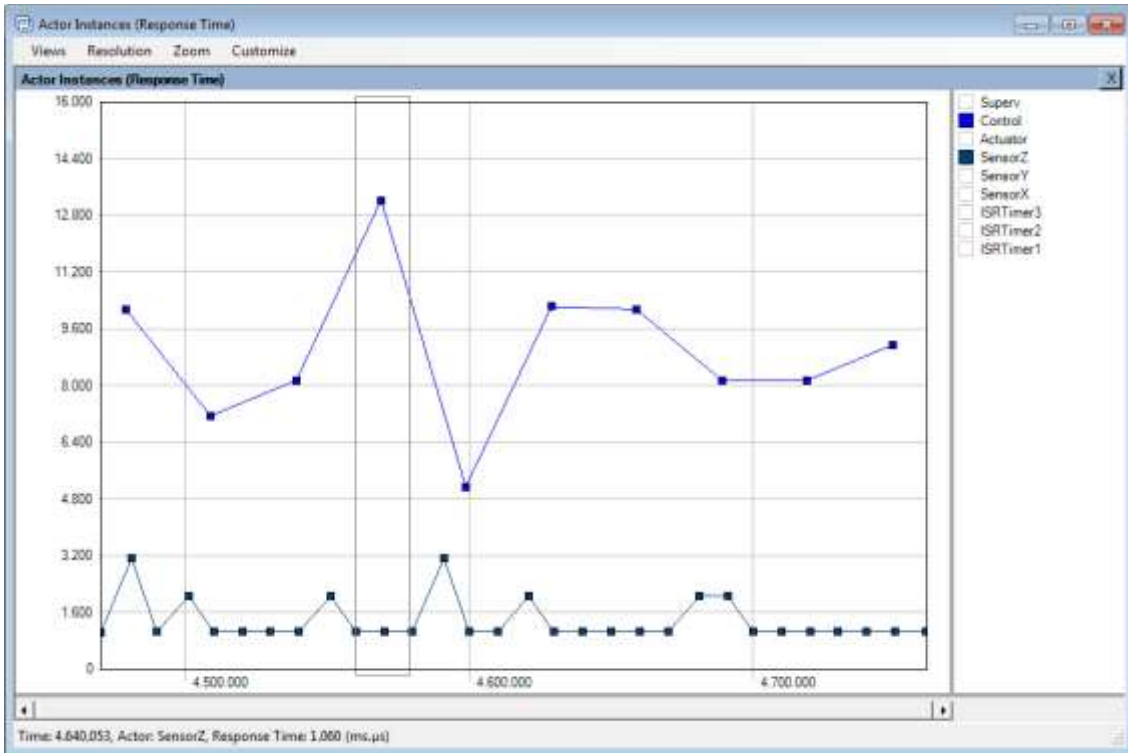 Actor Instances (Response Time)
Views Resolution Zoom Customize
Actor Instances (Response Time)
X
16.000
14.400
12.800
11.200
9.600
8.000
6.400
4.800
3.200
1.600
0
4.500.000 4.600.000 4.700.000
Superv
Control
Actuator
SensorZ
SensorY
SensorX
ISRTimer3
ISRTimer2
ISRTimer1
Time: 4.640,053, Actor: SensorZ, Response Time: 1,060 (ms.µs)